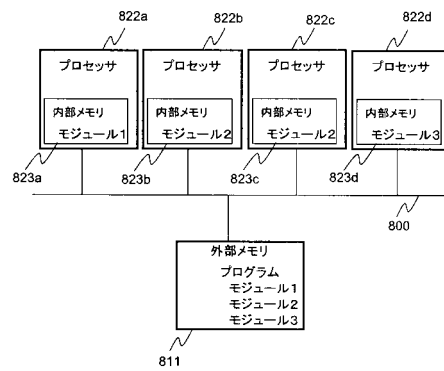 822a
822b
822c
822d
プロセッサ
プロセッサ
プロセッサ
プロセッサ
内部メモリ
モジュール1
内部メモリ
モジュール2
内部メモリ
モジュール2
内部メモリ
モジュール3
823a
823b
823c
823d
800
外部メモリ
プログラム
モジュール1
モジュール2
モジュール3
811